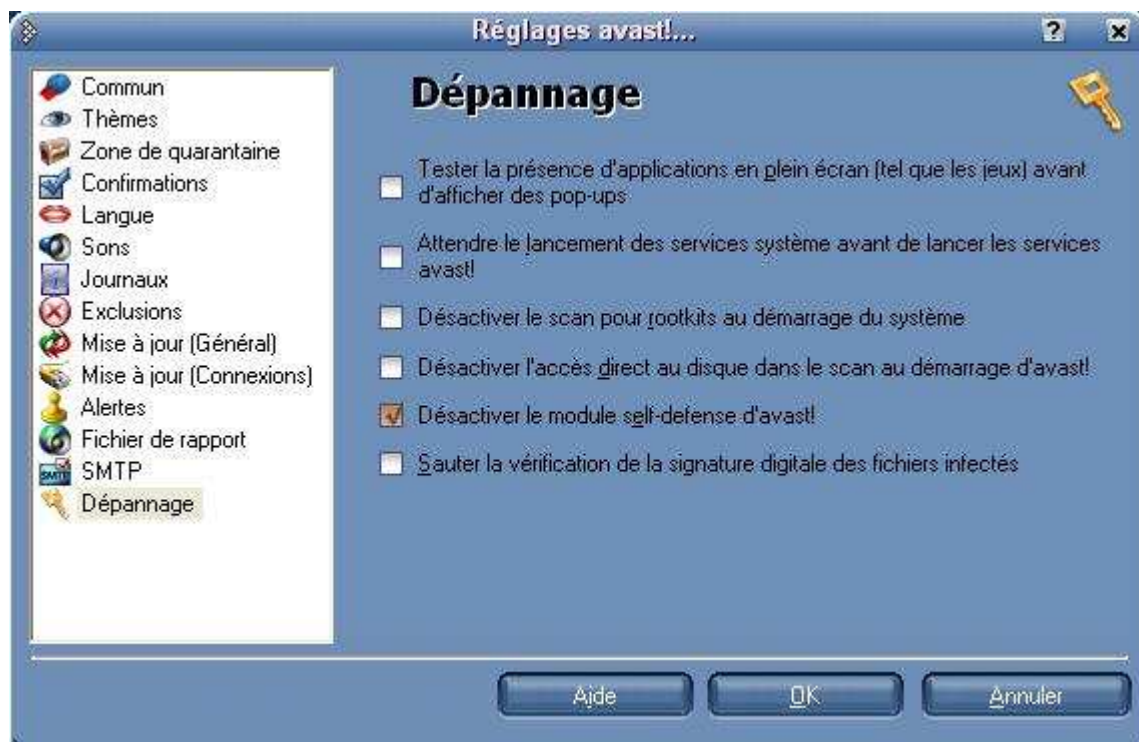 Réglages avast!...
Commun
Thèmes
Zone de quarantaine
Confirmations
Langue
Sons
Journaux
Exclusions
Mise à jour (Général)
Mise à jour (Connexions)
Alertes
Fichier de rapport
SMTP
Dépannage
Dépannage
Tester la présence d'applications en plein écran (tel que les jeux) avant
d'afficher des pop-ups
Attendre le lancement des services système avant de lancer les services
avast!
Désactiver le scan pour rootkits au démarrage du système
Désactiver l'accès direct au disque dans le scan au démarrage d'avast!
Désactiver le module self-defense d'avast!
Sauter la vérification de la signature digitale des fichiers infectés
Aide
OK
Annuler